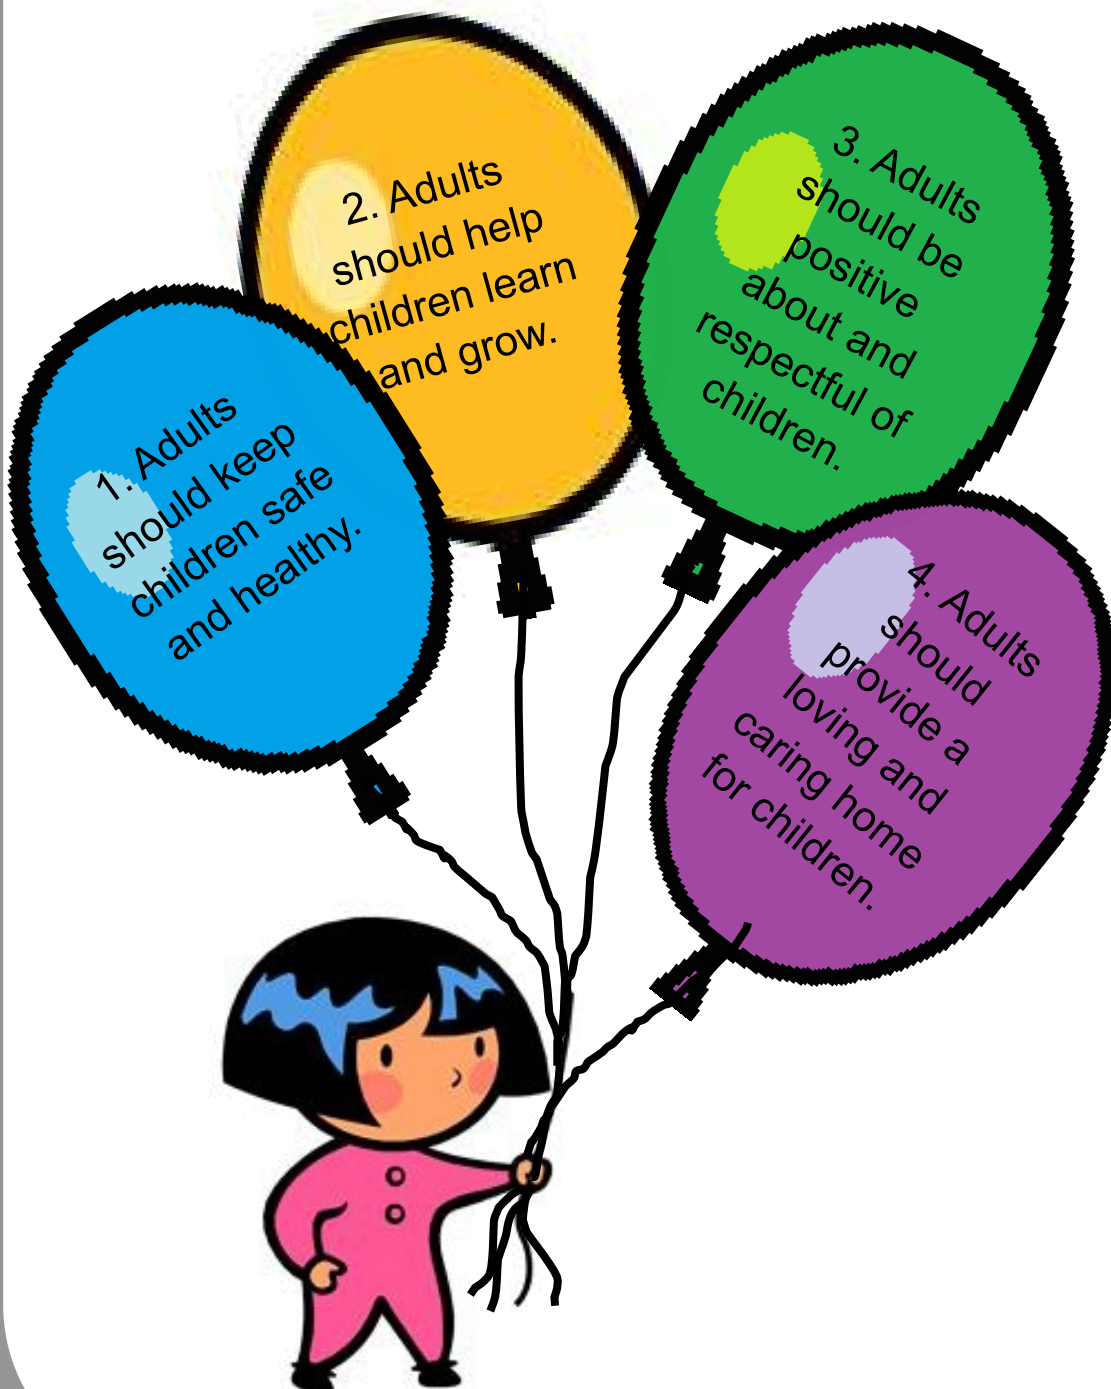 1. Adults
should keep
children safe
and healthy.
2. Adults
should help
children learn
and grow.
3. Adults
should be
positive
about and
respectful of
children.
4. Adults
should
provide a
loving and
caring home
for children.